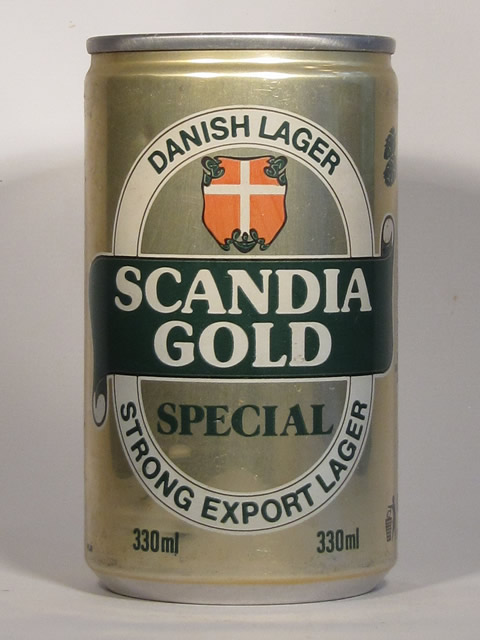 DANISH LAGER
SCANDIA
GOLD
SPECIAL
STRONG EXPORT LAGER
330ml 330ml